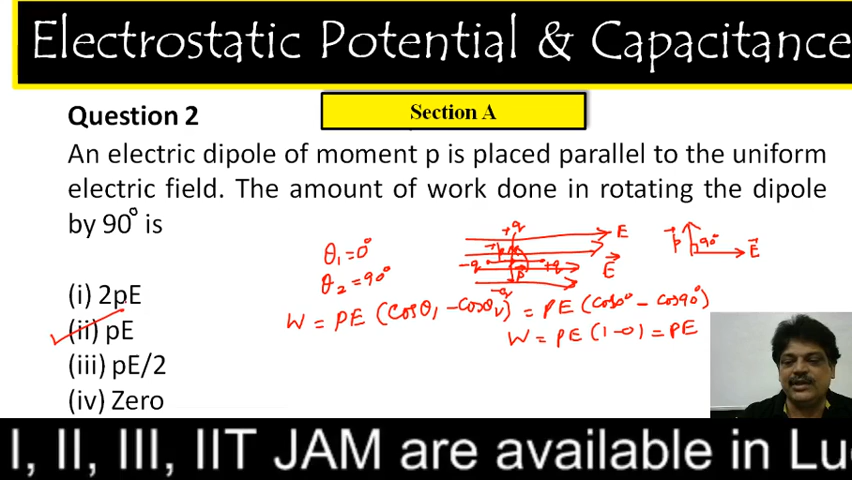 Electrostatic Potential & Capacitance
Section A
Question 2
An electric dipole of moment p is placed parallel to the uniform
electric field. The amount of work done in rotating the dipole
by 90° is
θ₁=0°
θ₂=90°
+q
E
-q
+q
E⃗
p⃗
-q
p⃗
90°
E⃗
W = PE (cosθ₁ - cosθ₂) = PE (cos0° - cos90°)
W = PE (1-0) = PE
(i) 2pE
(ii) pE
(iii) pE/2
(iv) Zero
I, II, III, IIT JAM are available in Lu